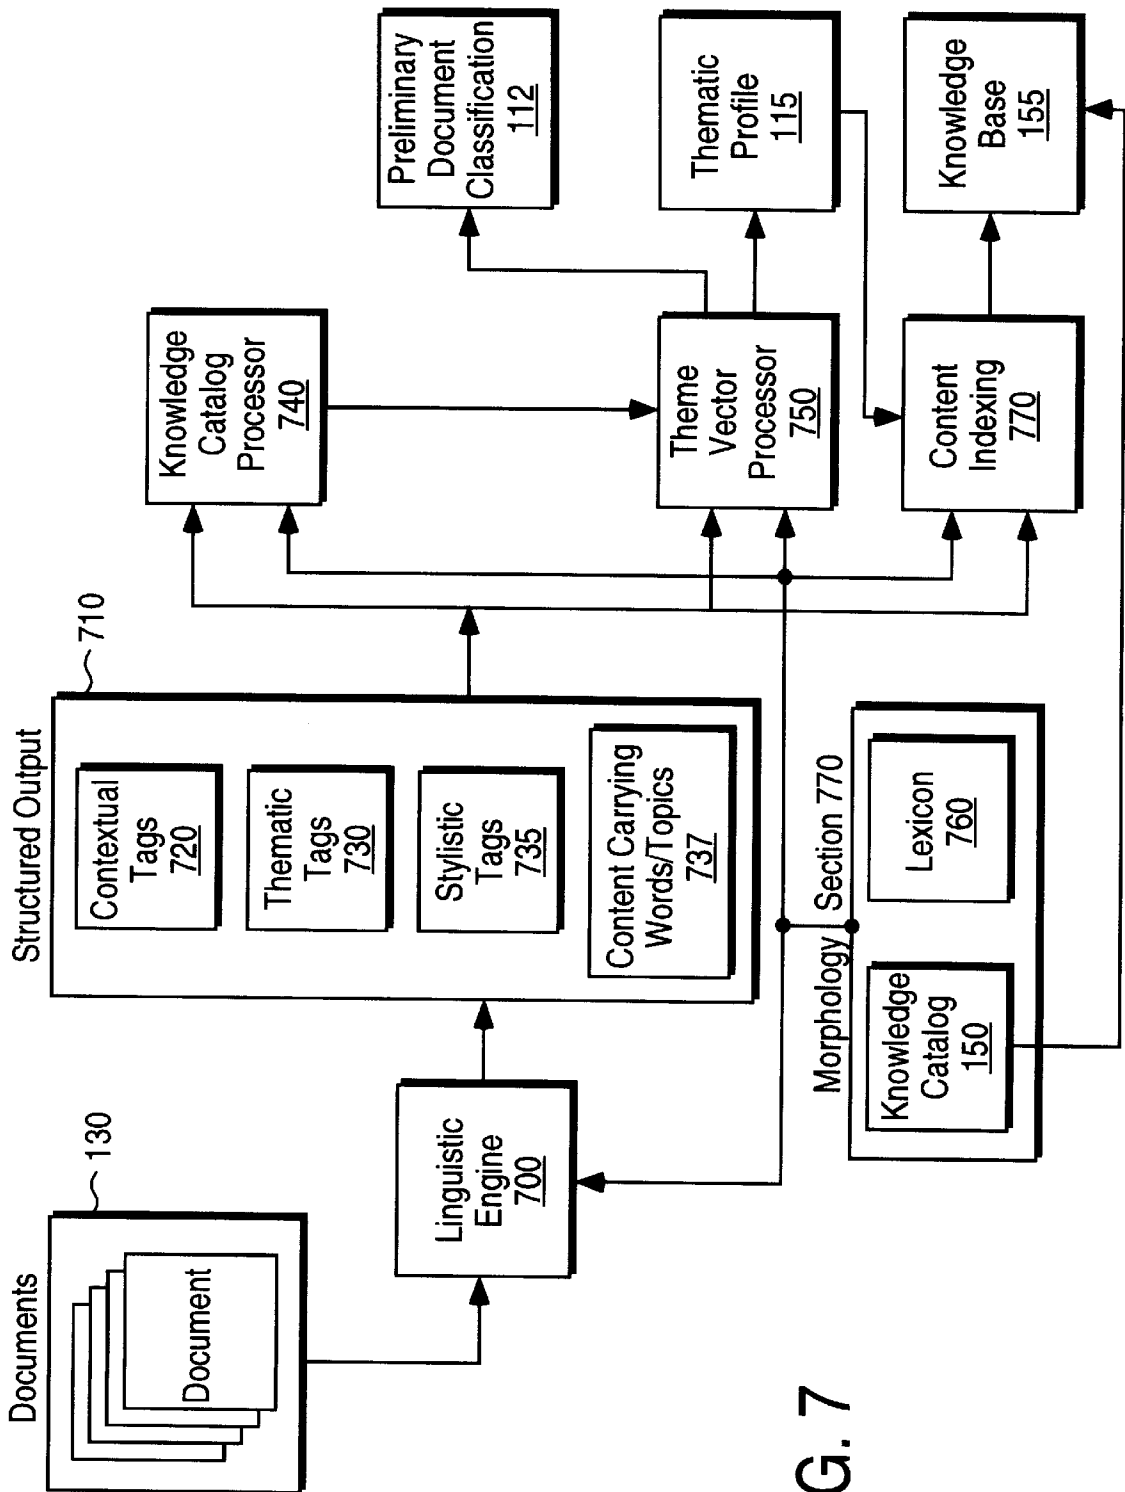 Documents
130
Document
Linguistic
Engine
700
Structured Output
710
Contextual
Tags
720
Thematic
Tags
730
Stylistic
Tags
735
Content Carrying
Words/Topics
737
Morphology Section 770
Knowledge
Catalog
150
Lexicon
760
Knowledge
Catalog
Processor
740
Theme
Vector
Processor
750
Content
Indexing
770
Preliminary
Document
Classification
112
Thematic
Profile
115
Knowledge
Base
155
G. 7